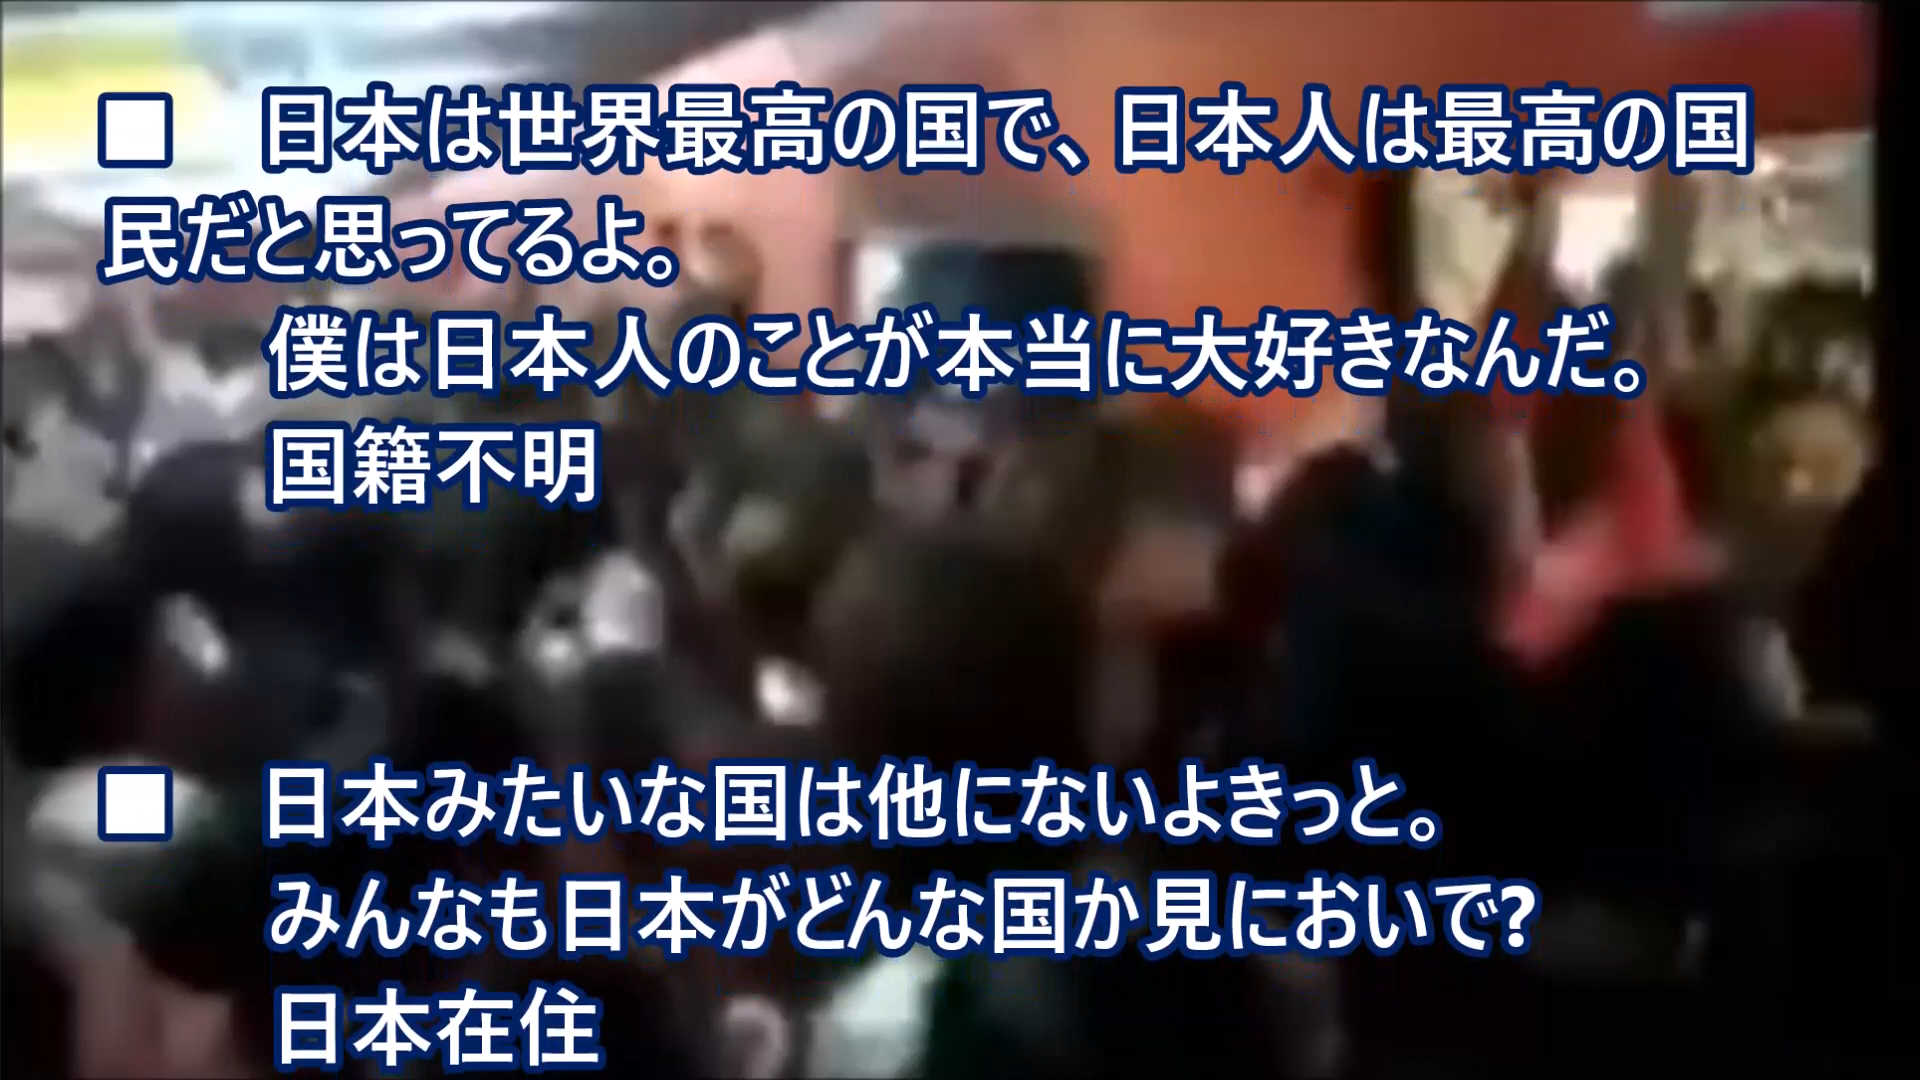 ■　日本は世界最高の国で、日本人は最高の国
民だと思ってるよ。
僕は日本人のことが本当に大好きなんだ。
国籍不明
■　日本みたいな国は他にないよきっと。
みんなも日本がどんな国か見においで?
日本在住